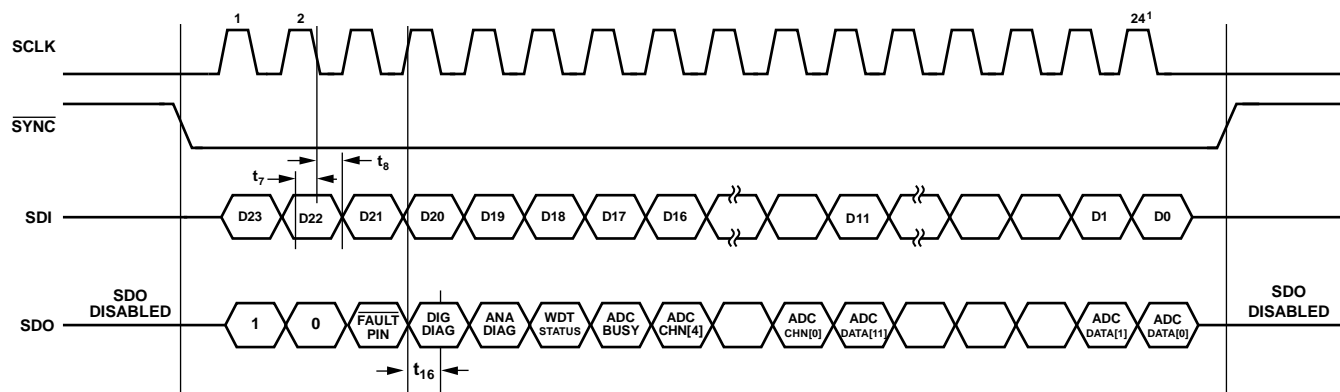 1 2 24¹
SCLK
SYNC
t₇ t₈
SDI D23 D22 D21 D20 D19 D18 D17 D16 D11 D1 D0
SDO DISABLED
SDO 1 0 FAULT PIN DIG DIAG ANA DIAG WDT STATUS ADC BUSY ADC CHN[4] ADC CHN[0] ADC DATA[11] ADC DATA[1] ADC DATA[0]
SDO DISABLED
t₁₆